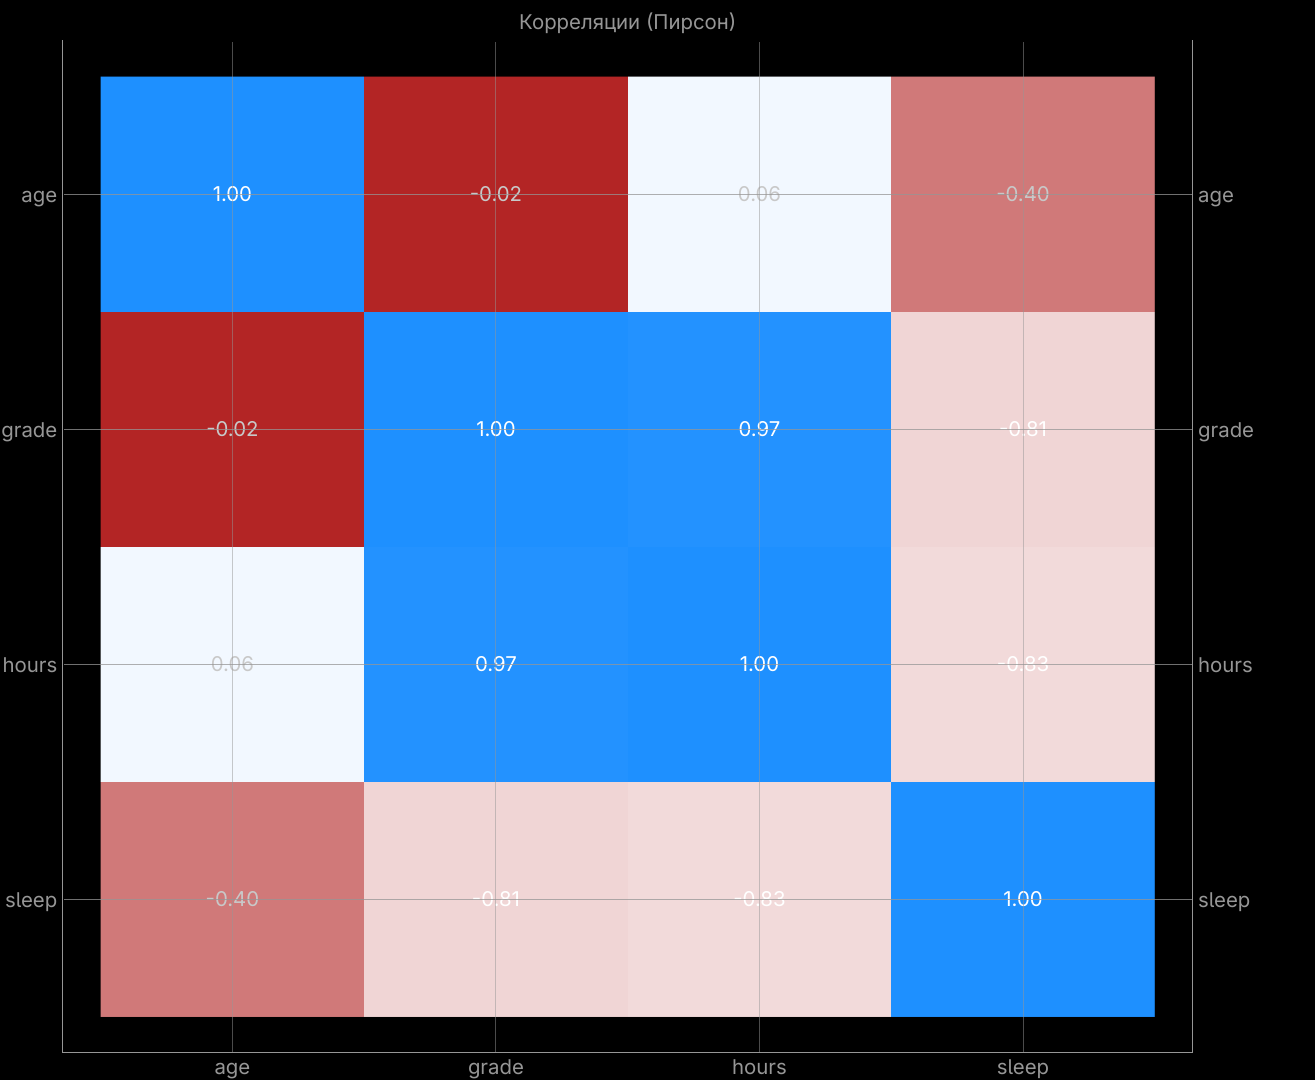 Корреляции (Пирсон)
age 1.00 -0.02 0.06 -0.40 age
grade -0.02 1.00 0.97 -0.81 grade
hours 0.06 0.97 1.00 -0.83 hours
sleep -0.40 -0.81 -0.83 1.00 sleep
age grade hours sleep